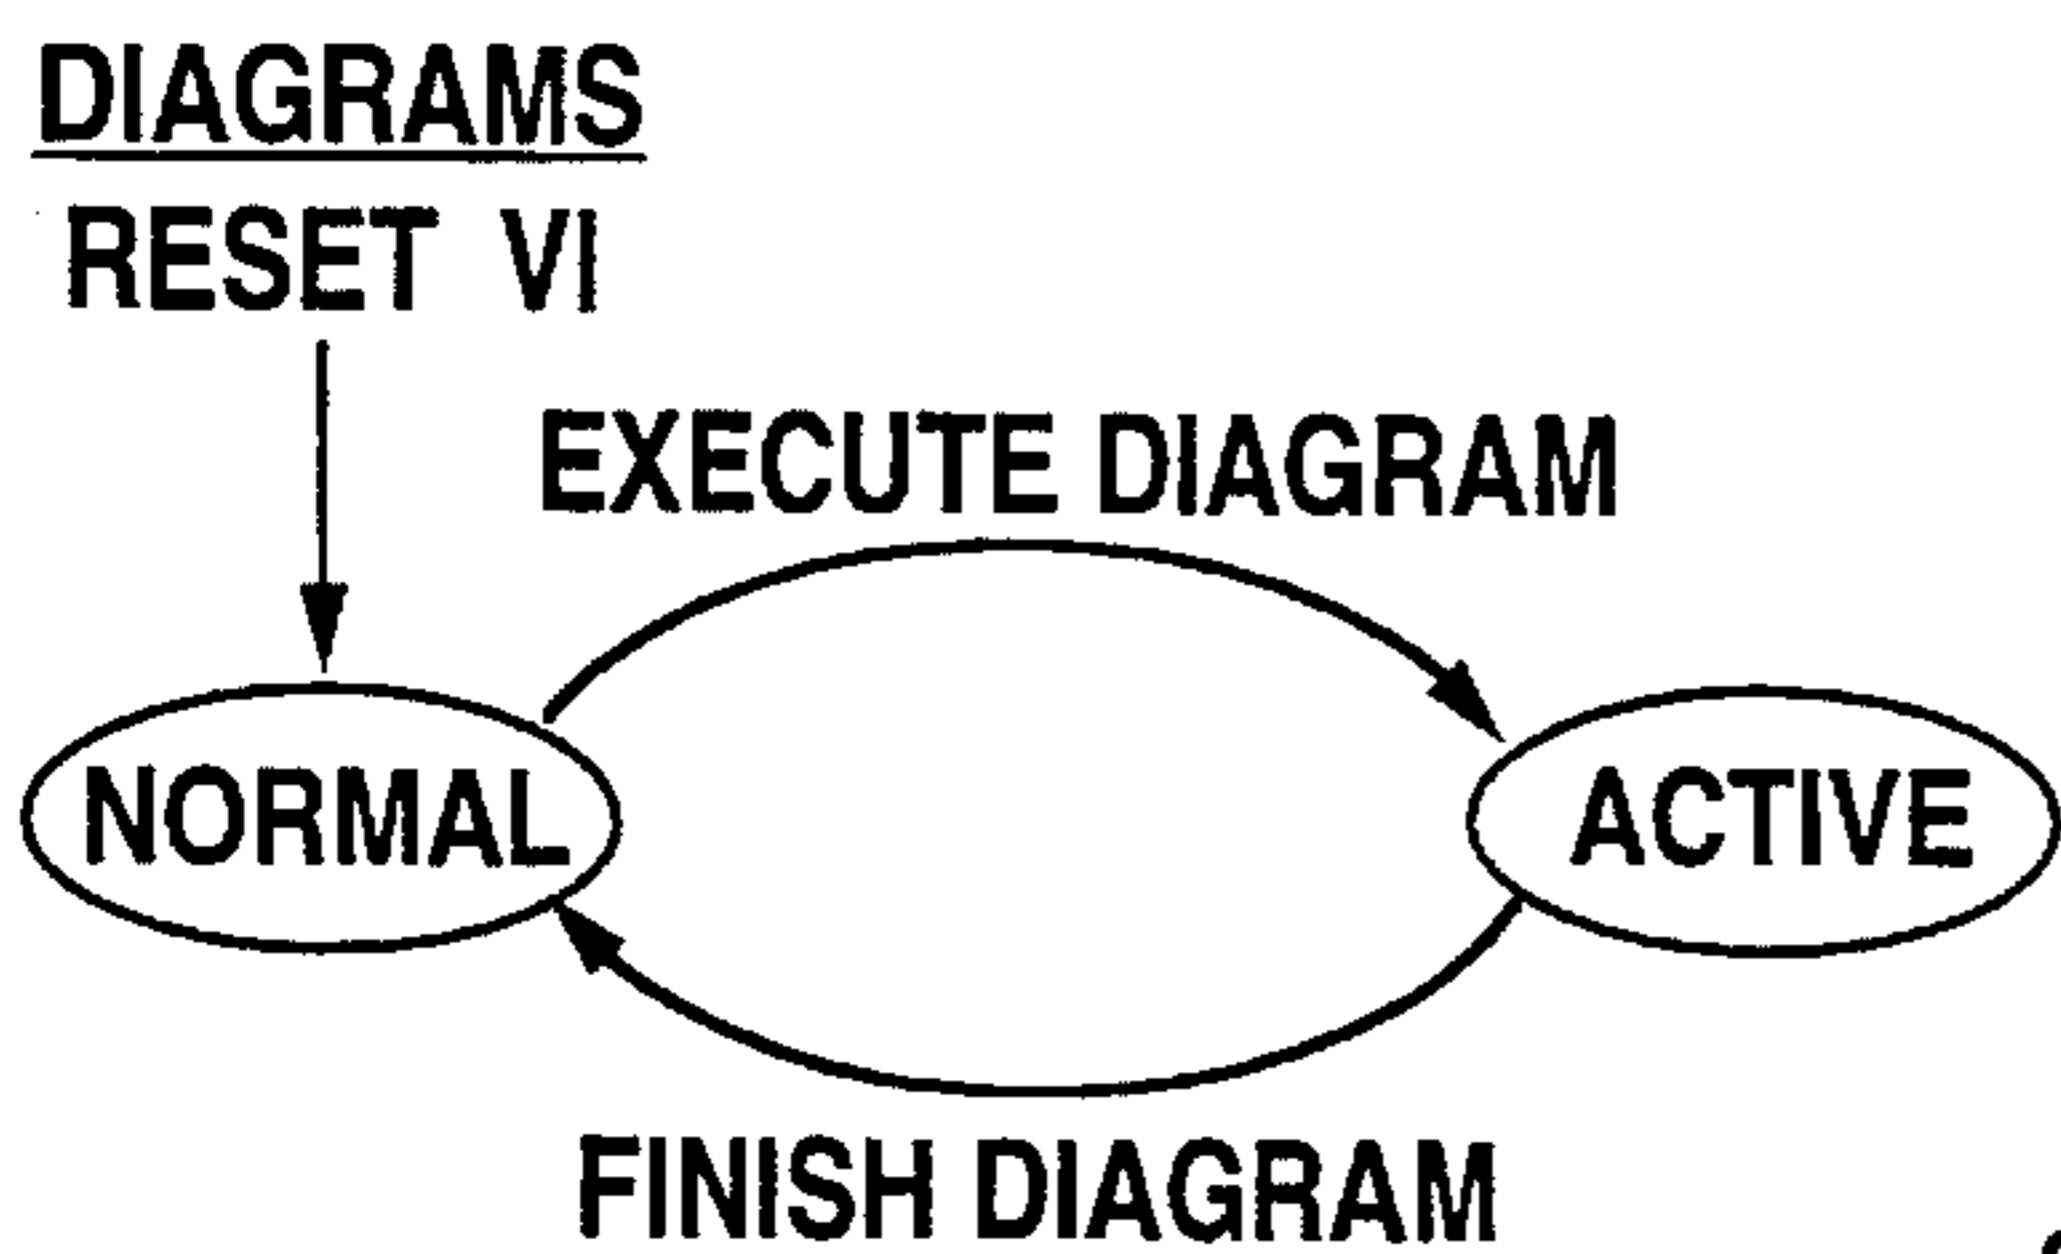 DIAGRAMS
RESET VI
EXECUTE DIAGRAM
NORMAL
ACTIVE
FINISH DIAGRAM